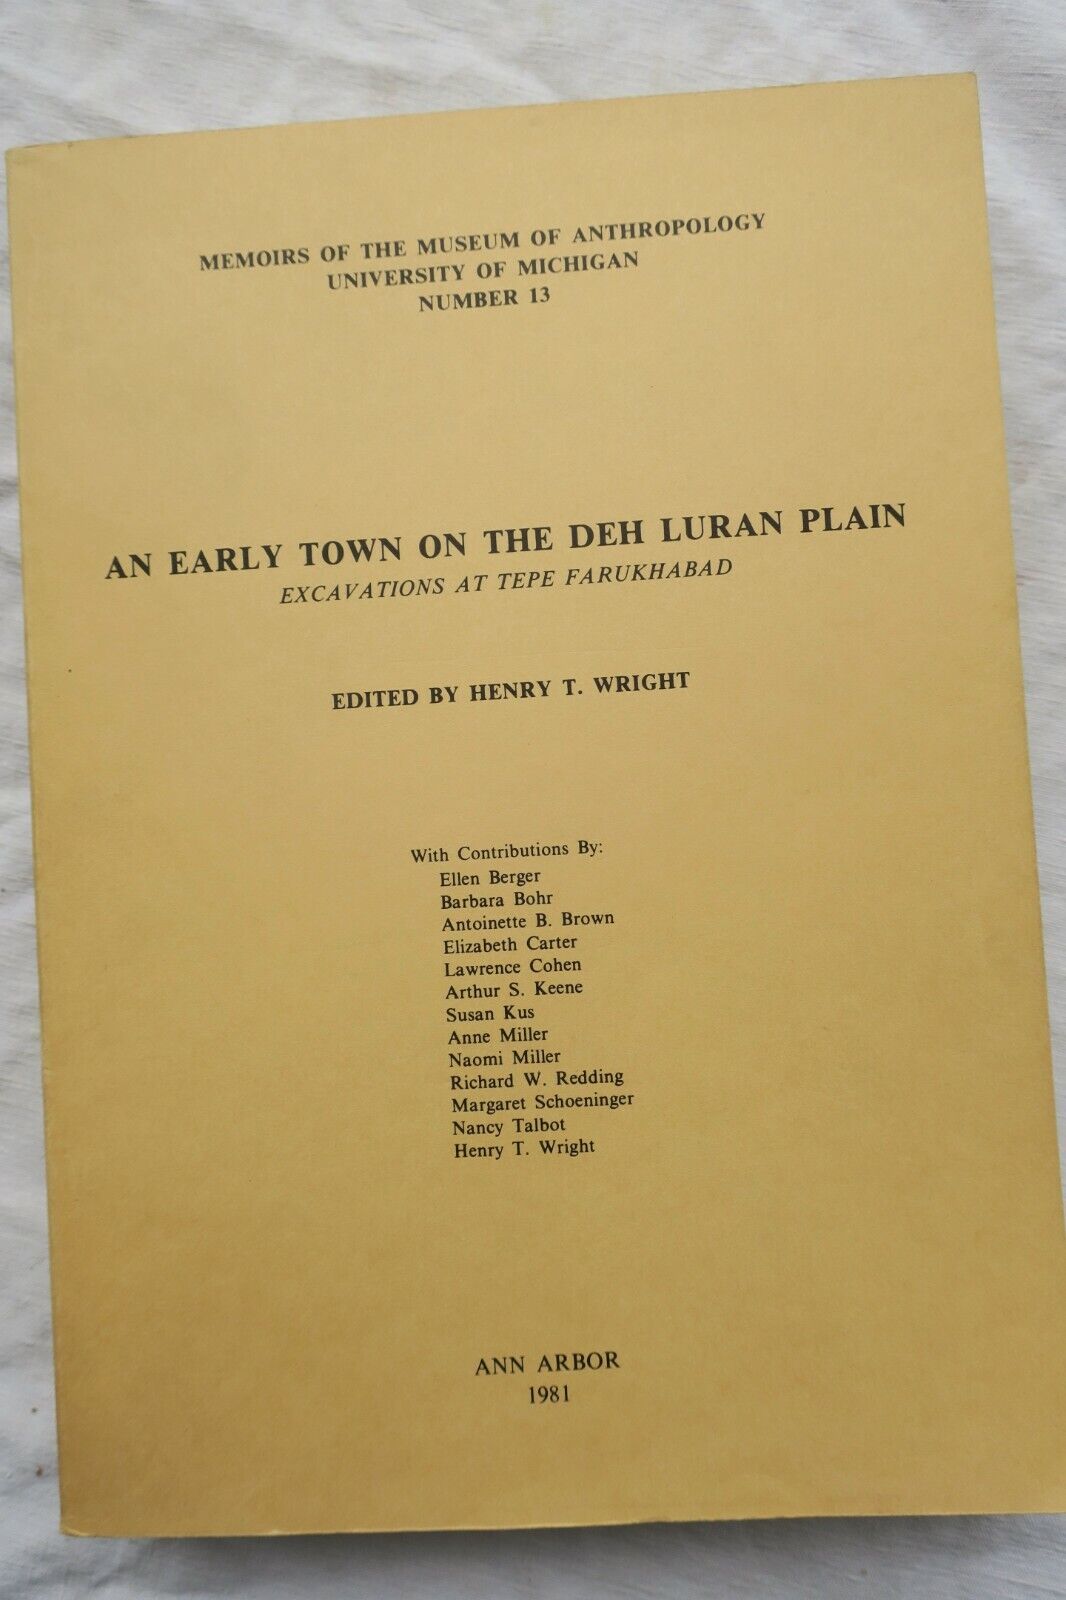 MEMOIRS OF THE MUSEUM OF ANTHROPOLOGY
UNIVERSITY OF MICHIGAN
NUMBER 13
AN EARLY TOWN ON THE DEH LURAN PLAIN
EXCAVATIONS AT TEPE FARUKHABAD
EDITED BY HENRY T. WRIGHT
With Contributions By:
Ellen Berger
Barbara Bohr
Antoinette B. Brown
Elizabeth Carter
Lawrence Cohen
Arthur S. Keene
Susan Kus
Anne Miller
Naomi Miller
Richard W. Redding
Margaret Schoeninger
Nancy Talbot
Henry T. Wright
ANN ARBOR
1981